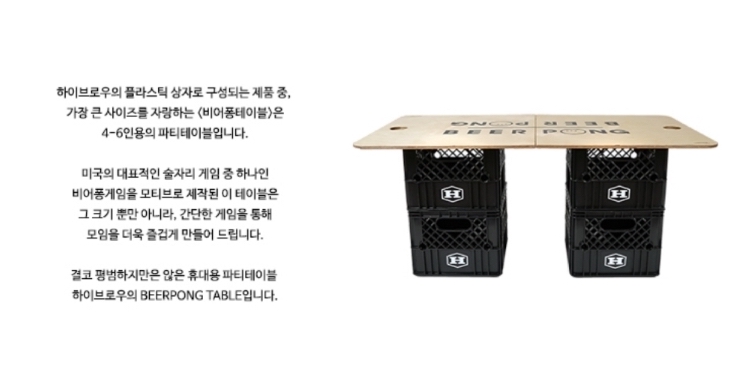 하이브로우의 플라스틱 상자로 구성되는 제품 중,
가장 큰 사이즈를 자랑하는 <비어퐁테이블>은
4-6인용의 파티테이블입니다.
미국의 대표적인 술자리 게임 중 하나인
비어퐁게임을 모티브로 제작된 이 테이블은
그 크기 뿐만 아니라, 간단한 게임을 통해
모임을 더욱 즐겁게 만들어 드립니다.
결코 평범하지만은 않은 휴대용 파티테이블
하이브로우의 BEERPONG TABLE입니다.
BEER PONG
BEER PONG
H H
H H